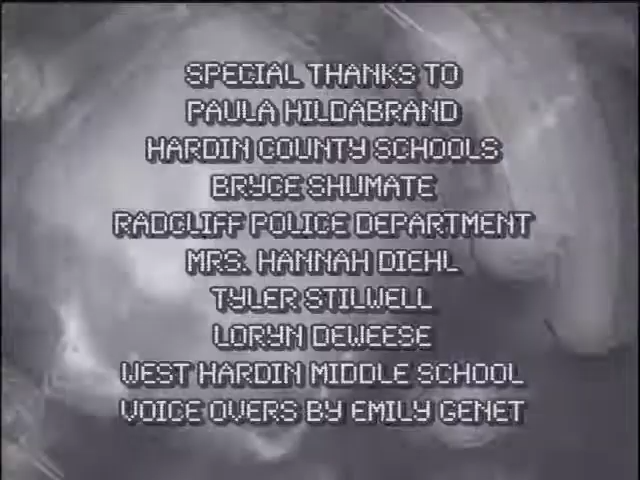 SPECIAL THANKS TO
PAULA HILDABRAND
HARDIN COUNTY SCHOOLS
BRYCE SHUMATE
RADCLIFF POLICE DEPARTMENT
MRS. HANNAH DIEHL
TYLER STILWELL
LORYN DEWEESE
WEST HARDIN MIDDLE SCHOOL
VOICE OVERS BY EMILY GENET